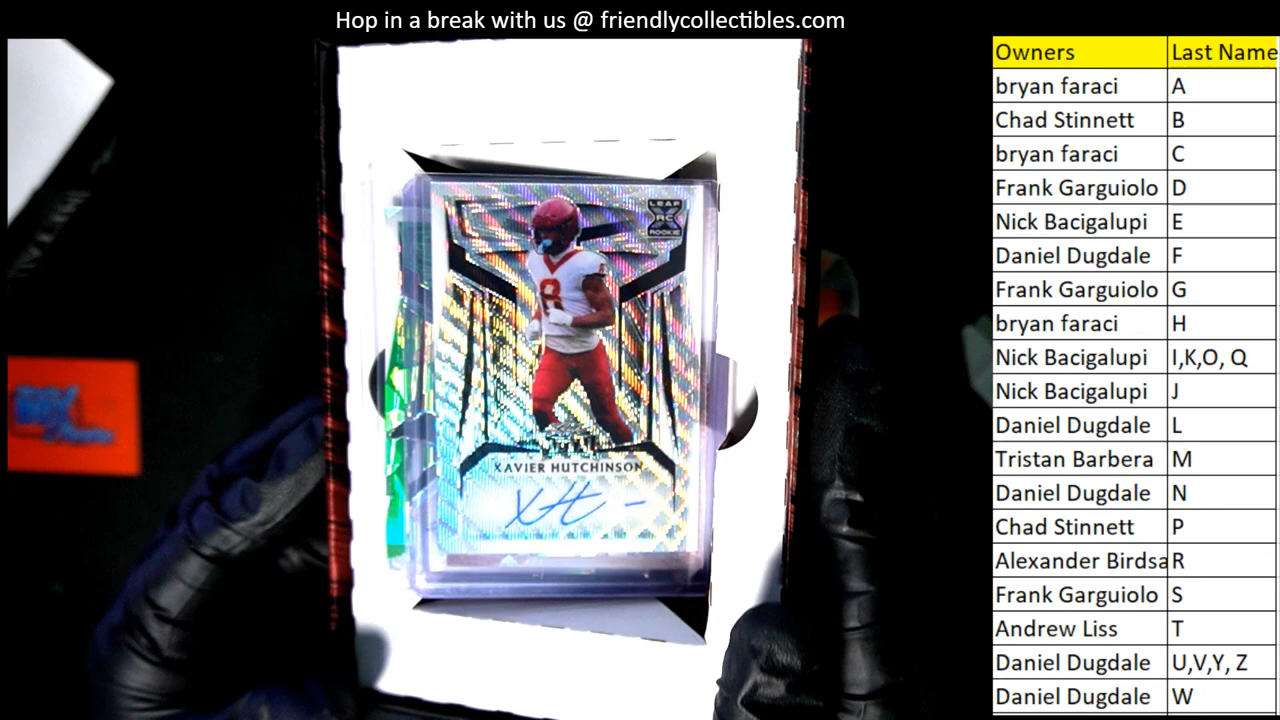 Hop in a break with us @ friendlycollectibles.com
Owners Last Name
bryan faraci A
Chad Stinnett B
bryan faraci C
Frank Garguiolo D
Nick Bacigalupi E
Daniel Dugdale F
Frank Garguiolo G
bryan faraci H
Nick Bacigalupi I,K,O, Q
Nick Bacigalupi J
Daniel Dugdale L
Tristan Barbera M
Daniel Dugdale N
Chad Stinnett P
Alexander Birdsa R
Frank Garguiolo S
Andrew Liss T
Daniel Dugdale U,V,Y, Z
Daniel Dugdale W
LEAF
RC
ROOKIE
8
XAVIER HUTCHINSON